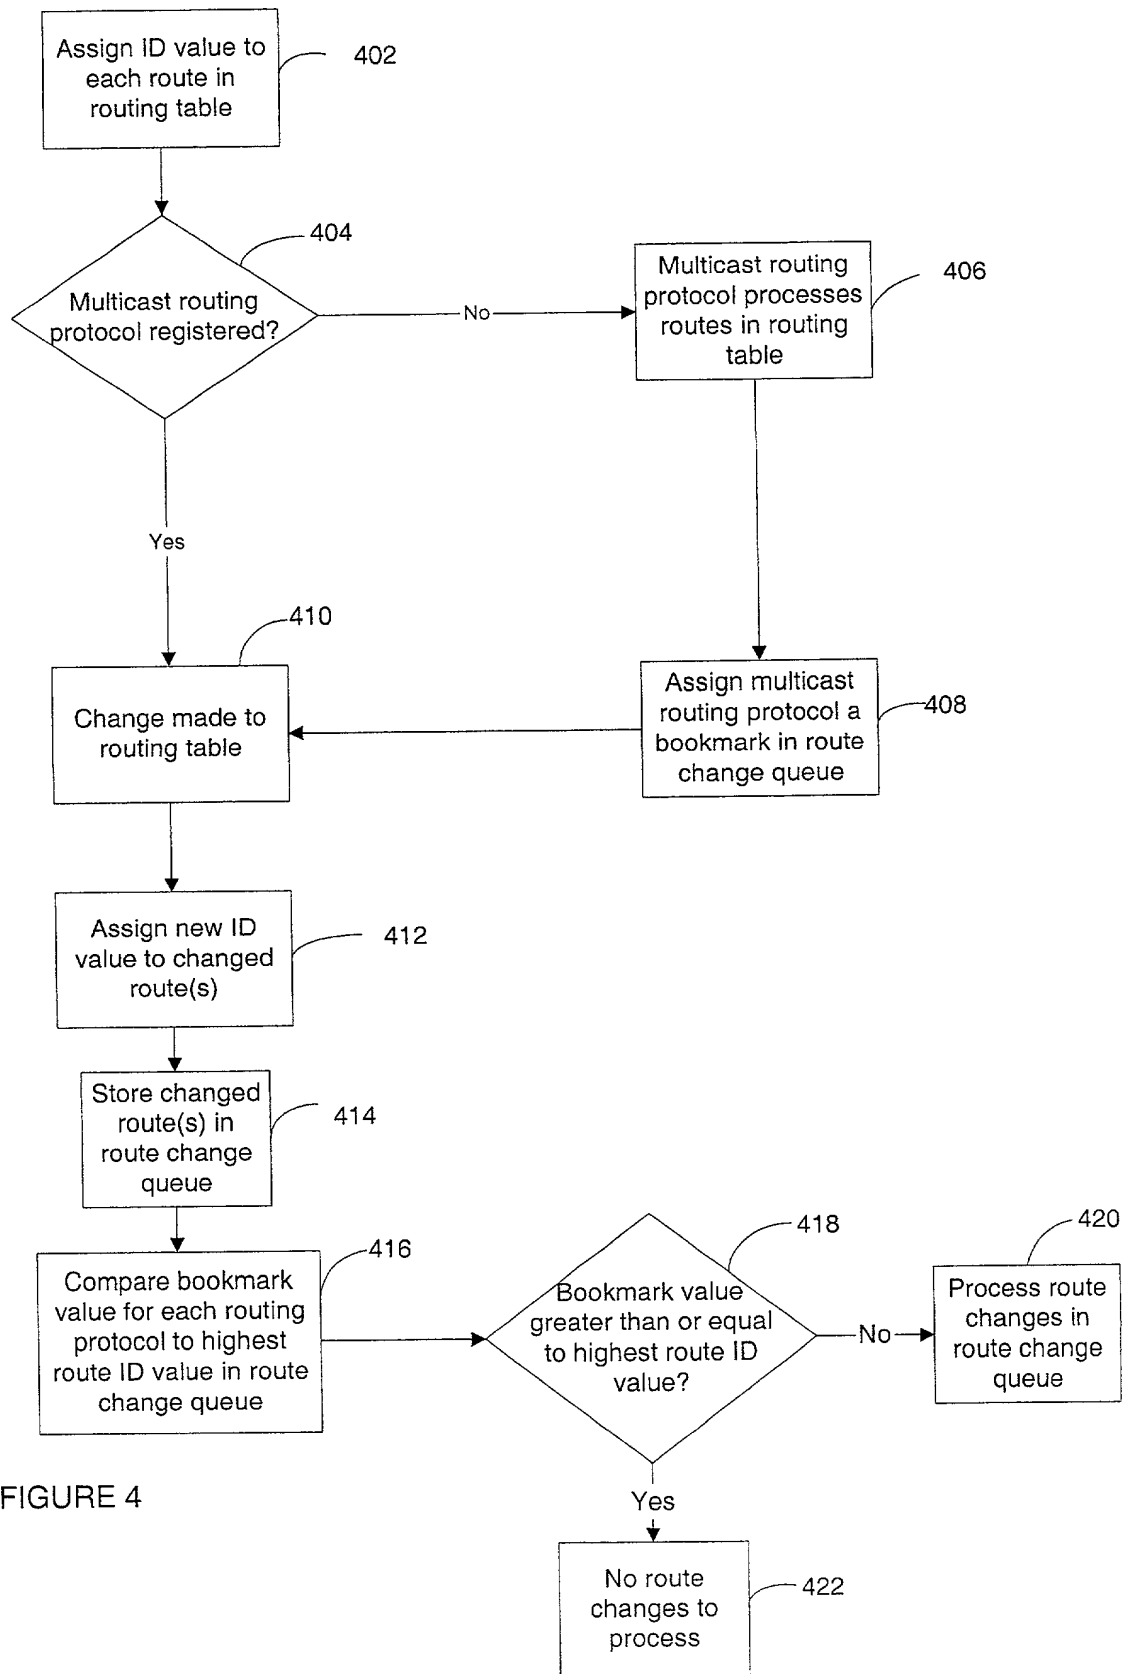 Assign ID value to
each route in
routing table
402
404
Multicast routing
protocol registered?
No
Multicast routing
protocol processes
routes in routing
table
406
Yes
410
Change made to
routing table
Assign multicast
routing protocol a
bookmark in route
change queue
408
Assign new ID
value to changed
route(s)
412
Store changed
route(s) in
route change
queue
414
Compare bookmark
value for each routing
protocol to highest
route ID value in route
change queue
416
Bookmark value
greater than or equal
to highest route ID
value?
418
No
420
Process route
changes in
route change
queue
Yes
No route
changes to
process
422
FIGURE 4